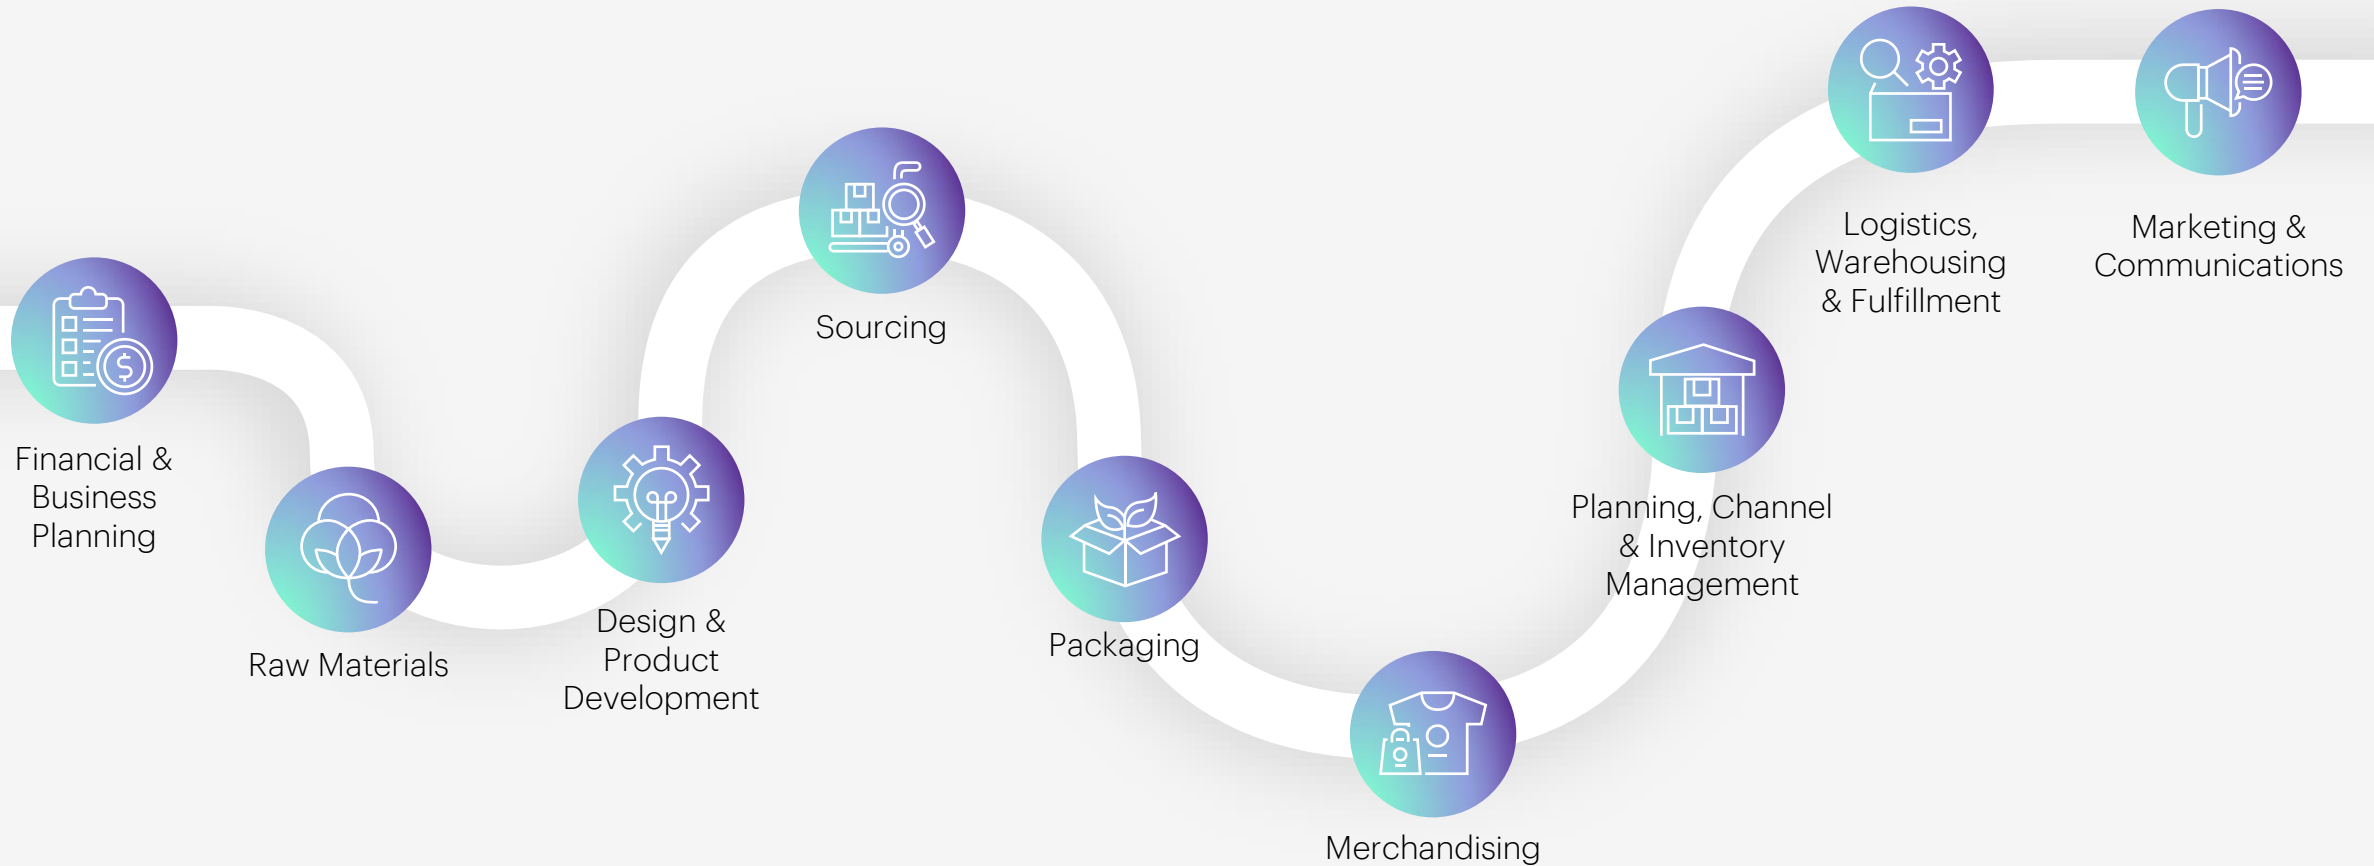 Financial &
Business
Planning
Raw Materials
Design &
Product
Development
Sourcing
Packaging
Merchandising
Planning, Channel
& Inventory
Management
Logistics,
Warehousing
& Fulfillment
Marketing &
Communications